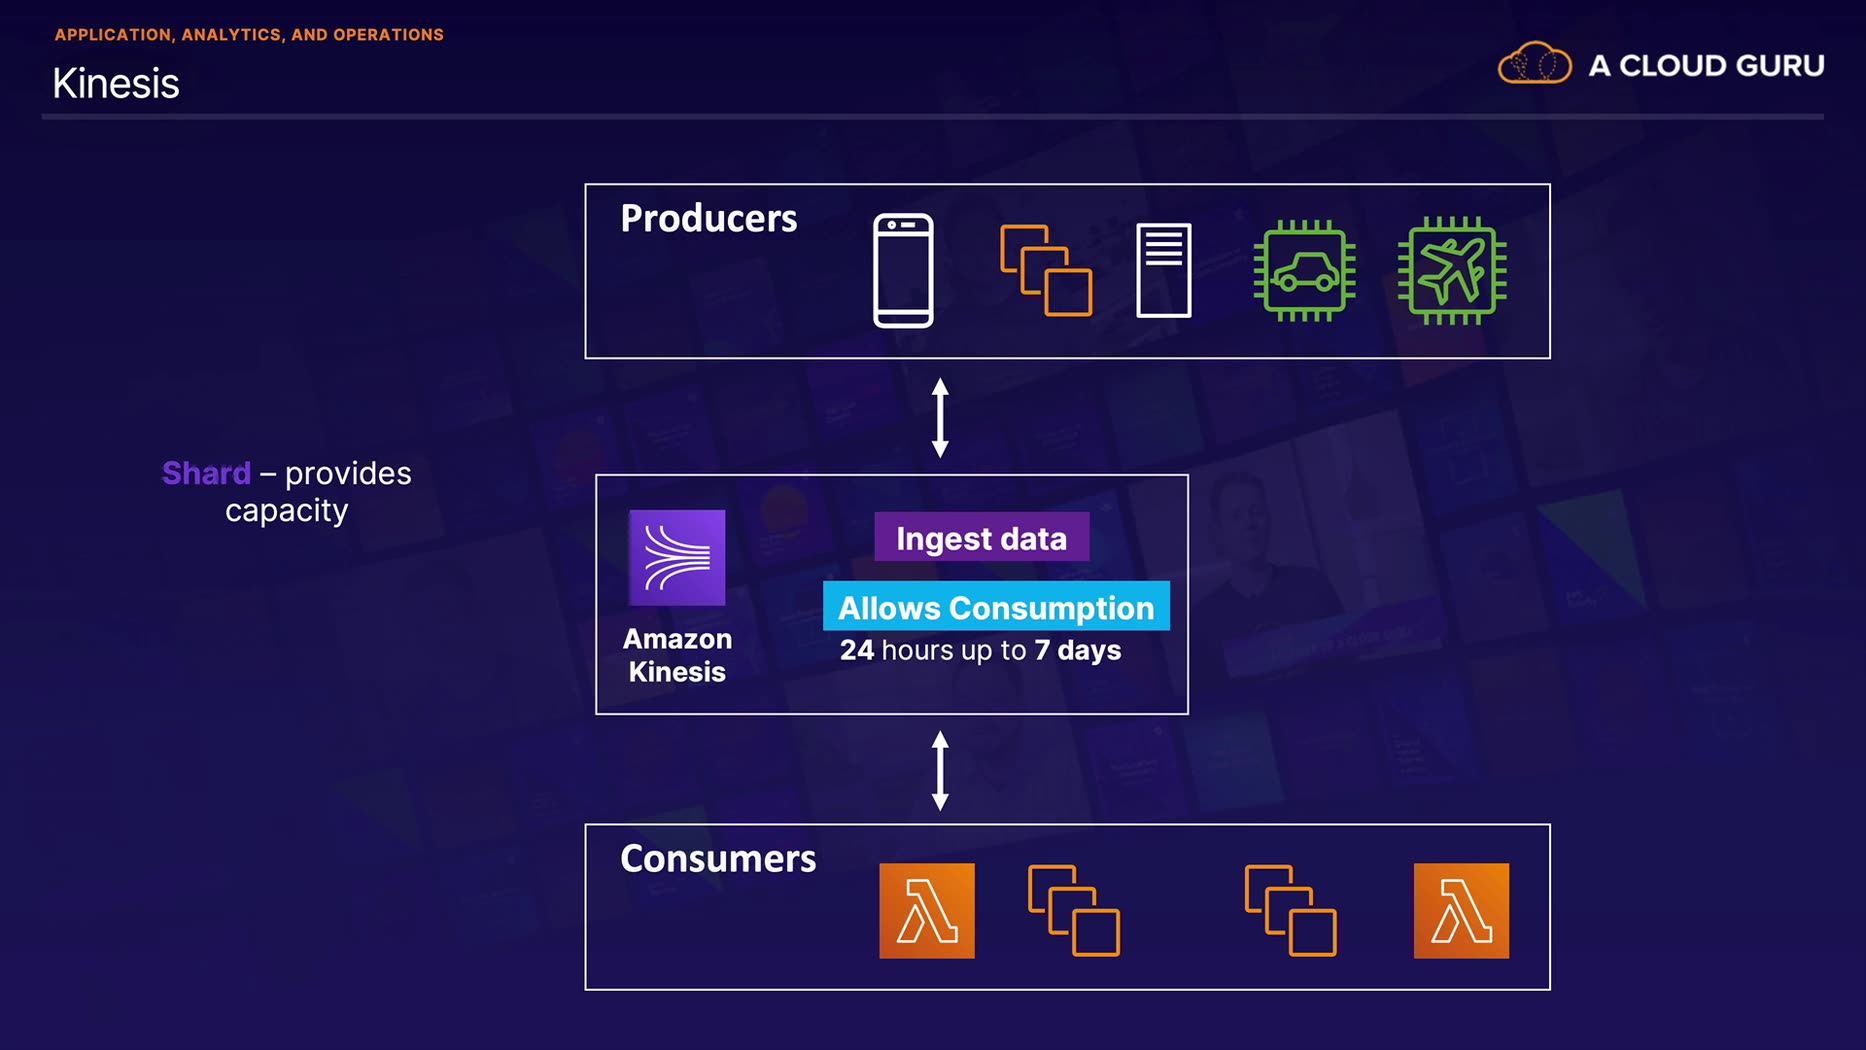 APPLICATION, ANALYTICS, AND OPERATIONS
Kinesis
A CLOUD GURU
Producers
Shard – provides
capacity
Ingest data
Allows Consumption
24 hours up to 7 days
Amazon
Kinesis
Consumers